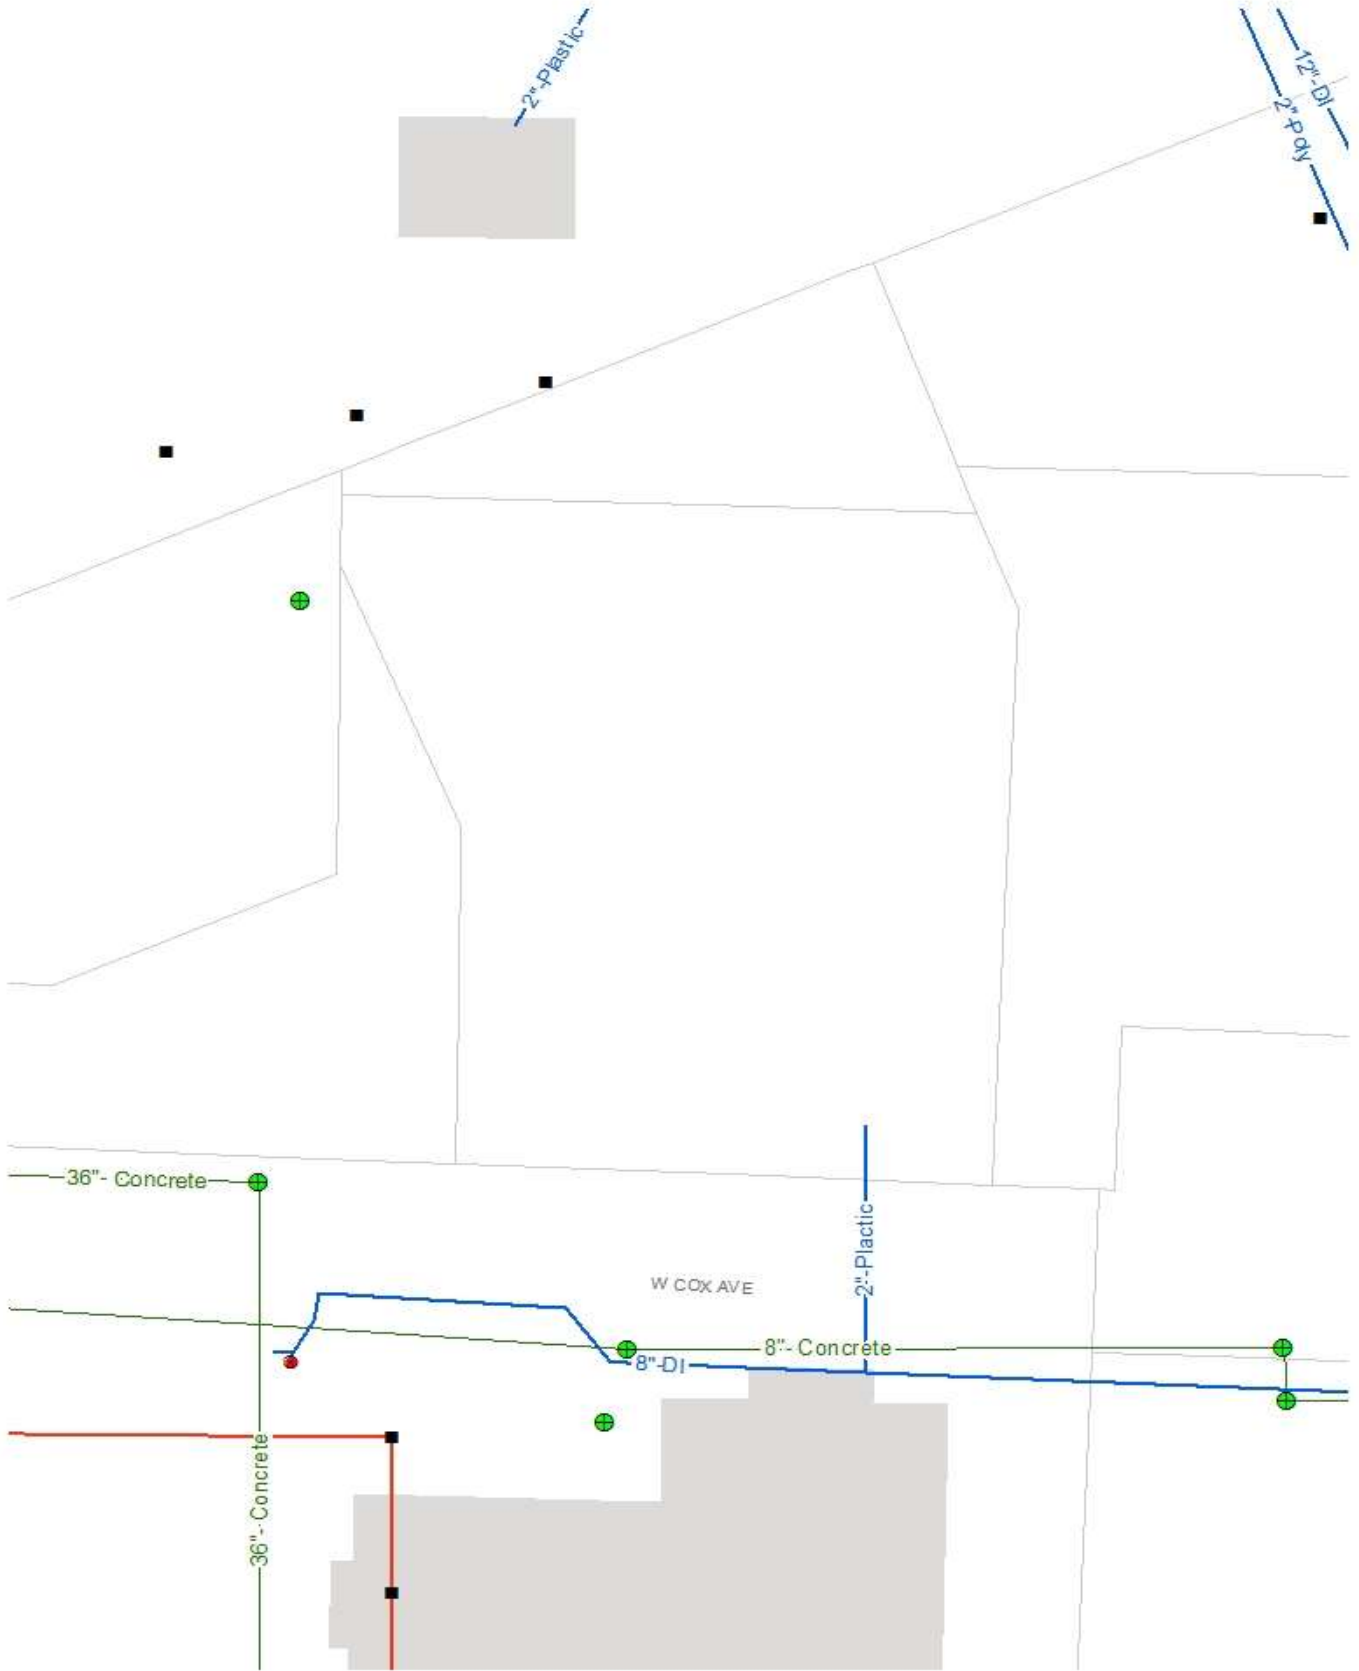 2"-Plastic
12"-DI
2"-Poly
36"- Concrete
2"-Plactic
W COX AVE
8"- Concrete
8"-DI
36"- Concrete